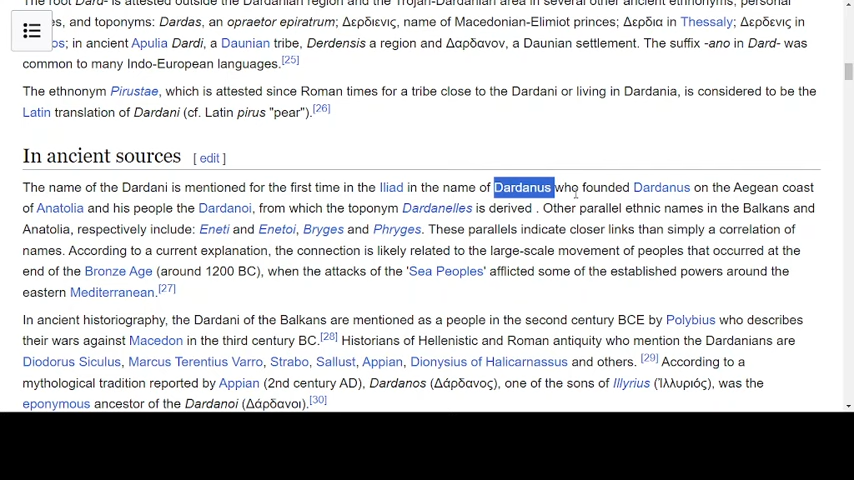 The root Dard- is attested outside the Dardanian region and the Trojan-Dardanian area in several other ancient ethnonyms, personal
es, and toponyms: Dardas, an opraetor epiratrum; Δερδιενις, name of Macedonian-Elimiot princes; Δερδια in Thessaly; Δερδενις in
os; in ancient Apulia Dardi, a Daunian tribe, Derdensis a region and Δαρδανον, a Daunian settlement. The suffix -ano in Dard- was
common to many Indo-European languages.[25]
The ethnonym Pirustae, which is attested since Roman times for a tribe close to the Dardani or living in Dardania, is considered to be the
Latin translation of Dardani (cf. Latin pirus "pear").[26]
In ancient sources [ edit ]
The name of the Dardani is mentioned for the first time in the Iliad in the name of Dardanus who founded Dardanus on the Aegean coast
of Anatolia and his people the Dardanoi, from which the toponym Dardanelles is derived . Other parallel ethnic names in the Balkans and
Anatolia, respectively include: Eneti and Enetoi, Bryges and Phryges. These parallels indicate closer links than simply a correlation of
names. According to a current explanation, the connection is likely related to the large-scale movement of peoples that occurred at the
end of the Bronze Age (around 1200 BC), when the attacks of the 'Sea Peoples' afflicted some of the established powers around the
eastern Mediterranean.[27]
In ancient historiography, the Dardani of the Balkans are mentioned as a people in the second century BCE by Polybius who describes
their wars against Macedon in the third century BC.[28] Historians of Hellenistic and Roman antiquity who mention the Dardanians are
Diodorus Siculus, Marcus Terentius Varro, Strabo, Sallust, Appian, Dionysius of Halicarnassus and others. [29] According to a
mythological tradition reported by Appian (2nd century AD), Dardanos (Δάρδανος), one of the sons of Illyrius (Ἰλλυριός), was the
eponymous ancestor of the Dardanoi (Δάρδανοι).[30]